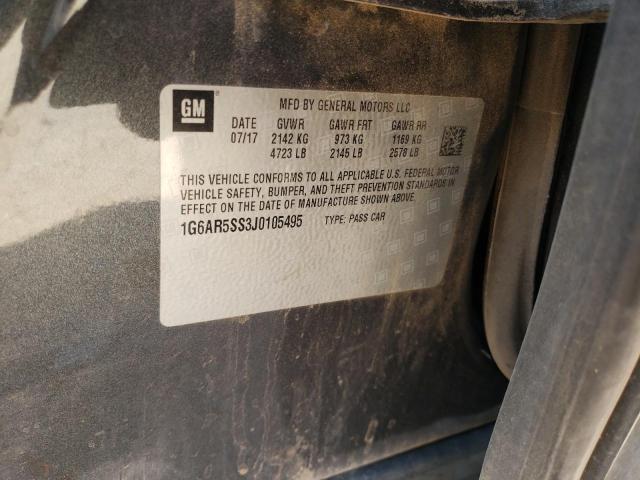 GM
MFD BY GENERAL MOTORS LLC
DATE GVWR GAWR FRT GAWR RR
07/17 2142 KG 973 KG 1169 KG
4723 LB 2145 LB 2578 LB
THIS VEHICLE CONFORMS TO ALL APPLICABLE U.S. FEDERAL MOTOR
VEHICLE SAFETY, BUMPER, AND THEFT PREVENTION STANDARDS IN
EFFECT ON THE DATE OF MANUFACTURE SHOWN ABOVE.
1G6AR5SS3J0105495 TYPE: PASS CAR